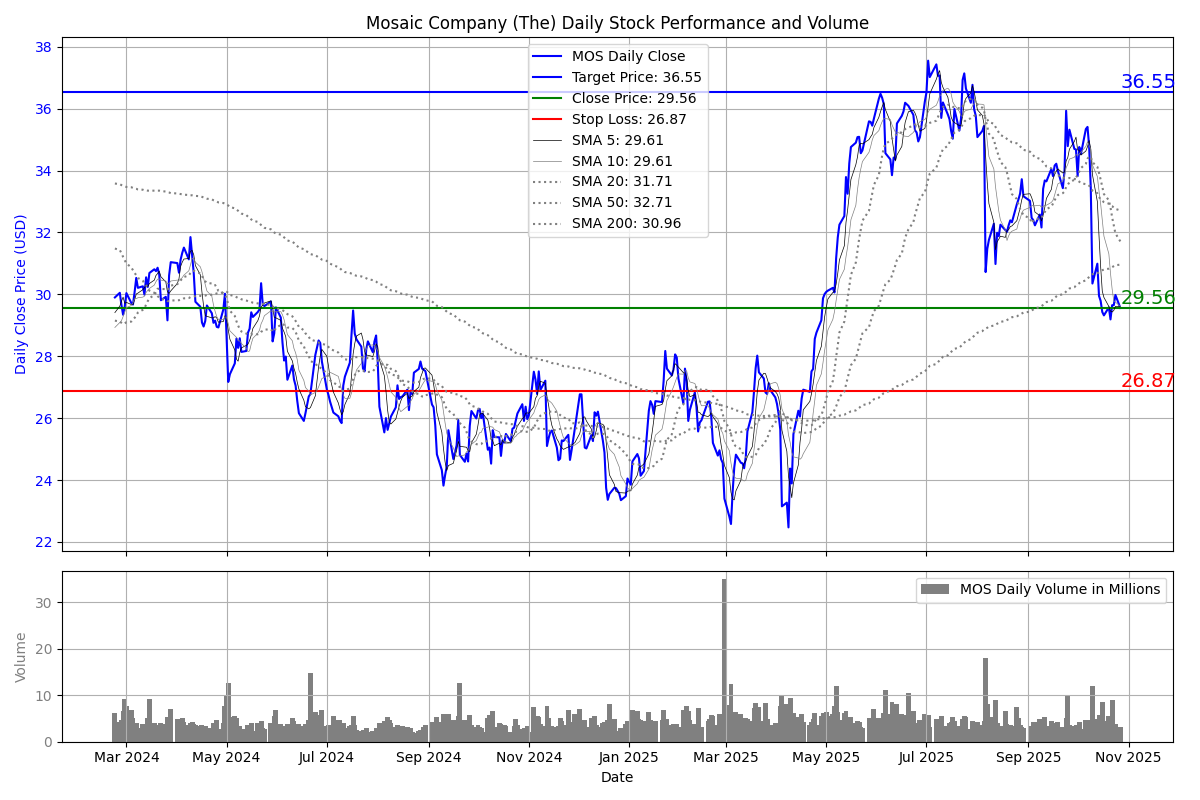 Mosaic Company (The) Daily Stock Performance and Volume
Daily Close Price (USD)
38
36
34
32
30
28
26
24
22
MOS Daily Close
Target Price: 36.55
Close Price: 29.56
Stop Loss: 26.87
SMA 5: 29.61
SMA 10: 29.61
SMA 20: 31.71
SMA 50: 32.71
SMA 200: 30.96
36.55
29.56
26.87
Volume
30
20
10
0
MOS Daily Volume in Millions
Mar 2024 May 2024 Jul 2024 Sep 2024 Nov 2024 Jan 2025 Mar 2025 May 2025 Jul 2025 Sep 2025 Nov 2025
Date